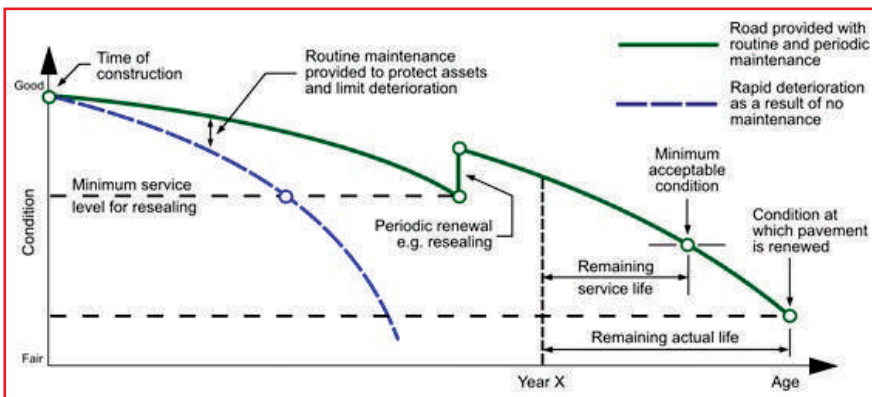 Time of
construction
Routine maintenance
provided to protect assets
and limit deterioration
Road provided with
routine and periodic
maintenance
Rapid deterioration
as a result of no
maintenance
Good
Minimum service
level for resealing
Periodic renewal
e.g. resealing
Minimum
acceptable
condition
Condition at
which pavement
is renewed
Condition
Remaining
service life
Remaining actual life
Fair
Year X
Age